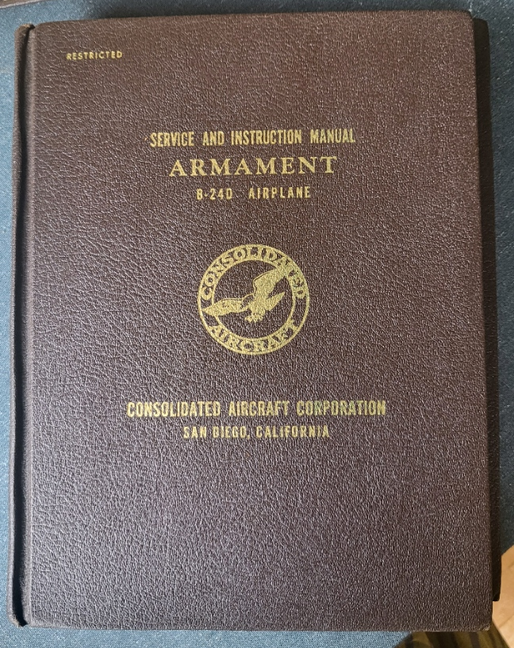 RESTRICTED
SERVICE AND INSTRUCTION MANUAL
ARMAMENT
B-24D AIRPLANE
CONSOLIDATED
AIRCRAFT
CONSOLIDATED AIRCRAFT CORPORATION
SAN DIEGO, CALIFORNIA